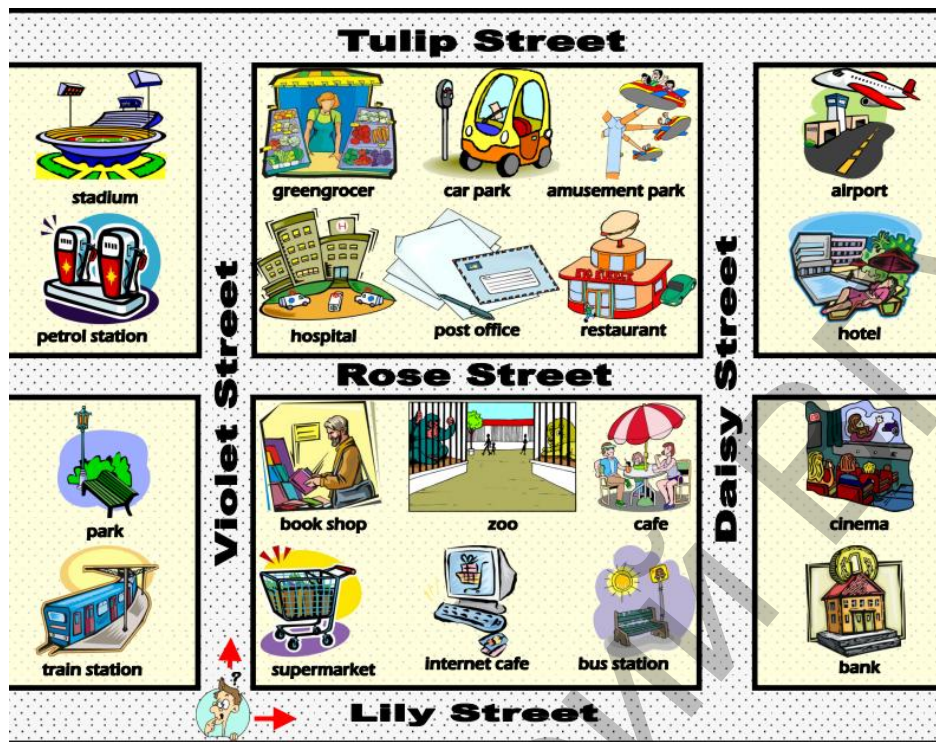 Tulip Street
stadium
greengrocer
car park
amusement park
airport
petrol station
hospital
post office
restaurant
hotel
Violet Street
Rose Street
Daisy Street
park
book shop
zoo
cafe
cinema
train station
supermarket
internet cafe
bus station
bank
?
Lily Street